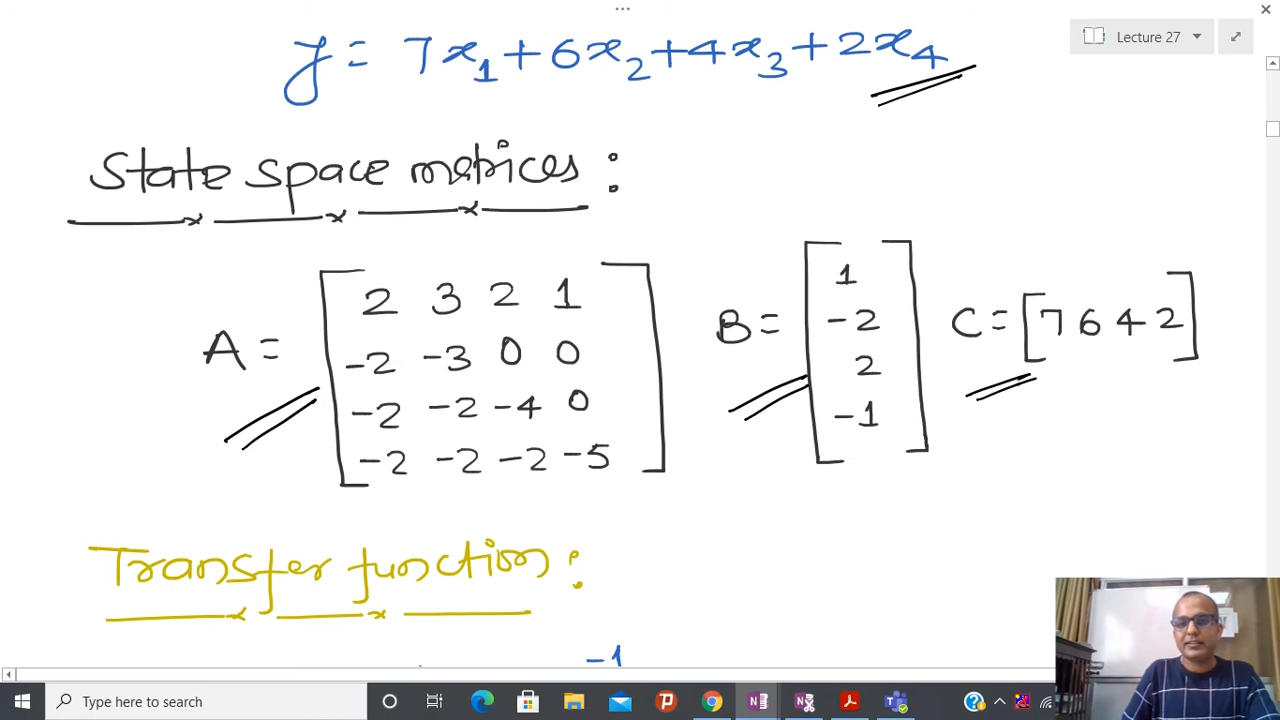 Lecture 27
y = 7x₁+6x₂+4x₃+2x₄
State space matrices :
A = [ 2 3 2 1
-2 -3 0 0
-2 -2 -4 0
-2 -2 -2 -5 ]
B = [ 1
-2
2
-1 ]
C = [7 6 4 2]
Transfer function :
-1
Type here to search